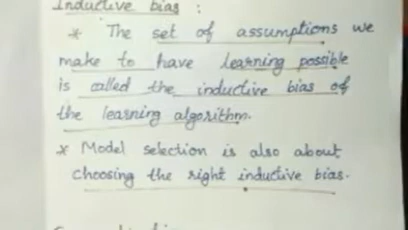 Inductive bias :
* The set of assumptions we
make to have learning possible
is called the inductive bias of
the learning algorithm.
* Model selection is also about
choosing the right inductive bias.